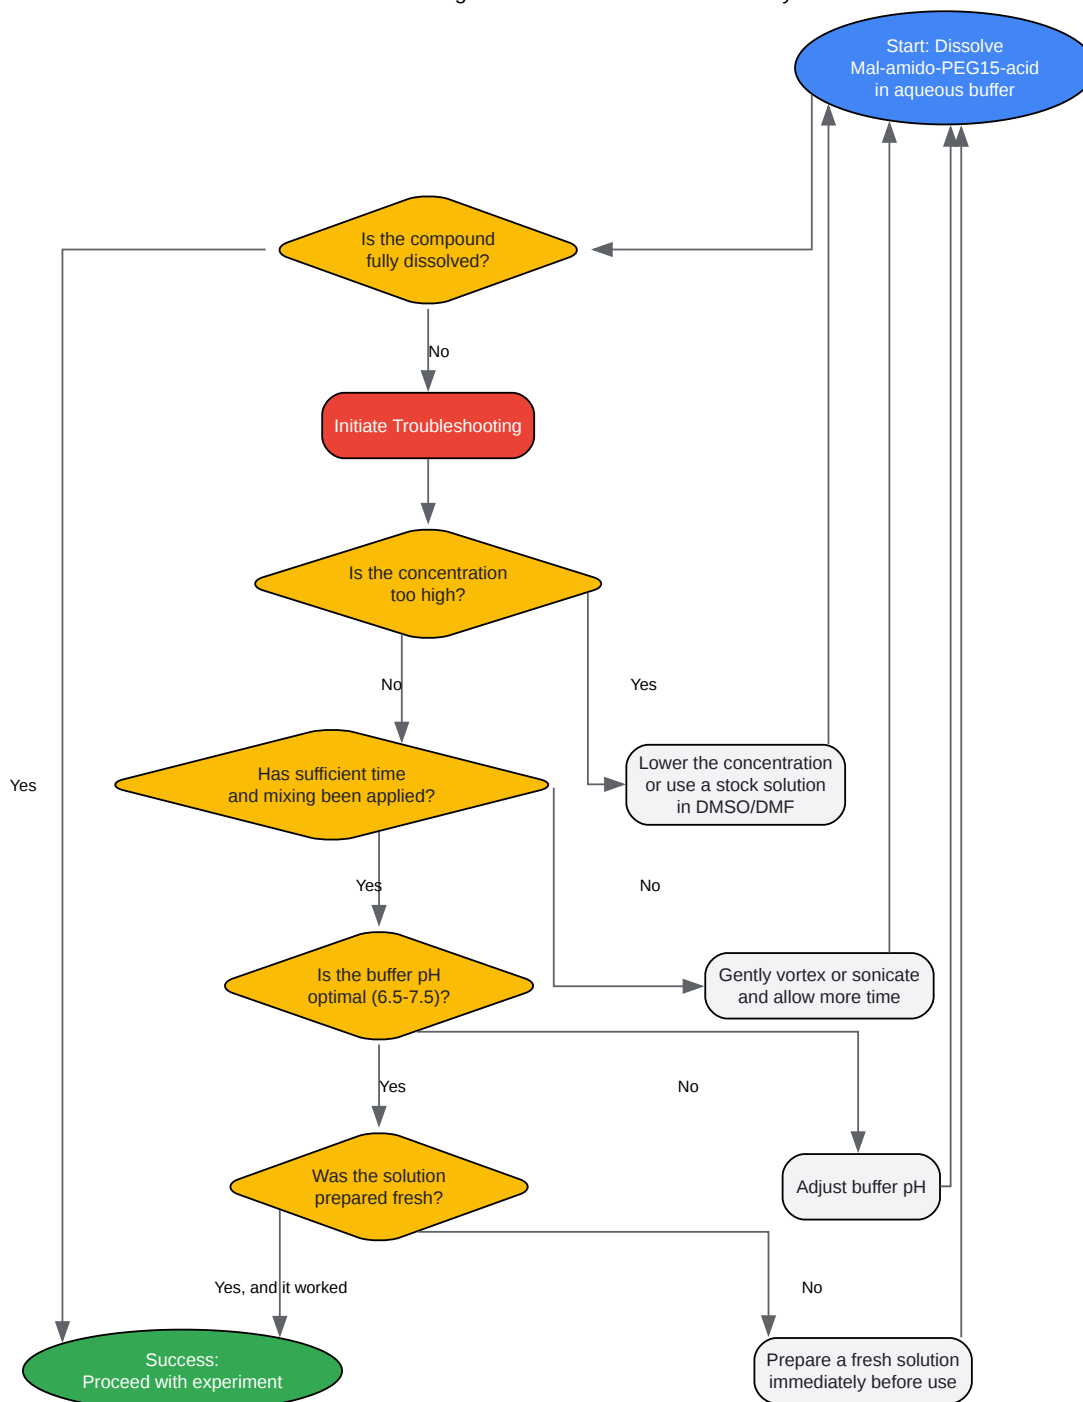 Start: Dissolve
Mal-amido-PEG15-acid
in aqueous buffer
Is the compound
fully dissolved?
No
Initiate Troubleshooting
Is the concentration
too high?
No
Yes
Lower the concentration
or use a stock solution
in DMSO/DMF
Has sufficient time
and mixing been applied?
Yes
Yes
No
Gently vortex or sonicate
and allow more time
Is the buffer pH
optimal (6.5-7.5)?
Yes
No
Adjust buffer pH
Was the solution
prepared fresh?
Yes, and it worked
No
Success:
Proceed with experiment
Prepare a fresh solution
immediately before use